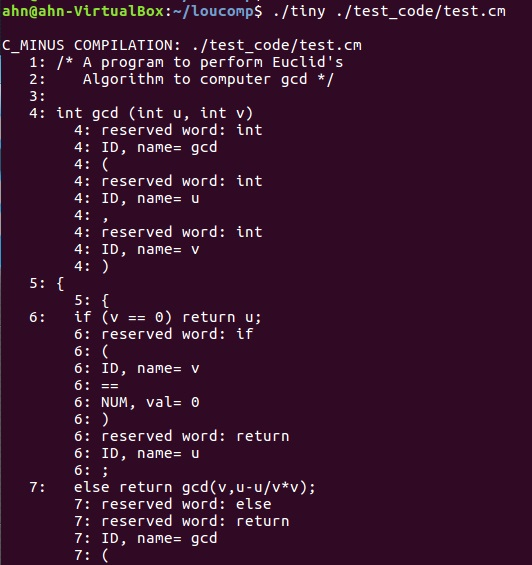 ahn@ahn-VirtualBox:~/loucomp$ ./tiny ./test_code/test.cm
C_MINUS COMPILATION: ./test_code/test.cm
1: /* A program to perform Euclid's
2: Algorithm to computer gcd */
3:
4: int gcd (int u, int v)
4: reserved word: int
4: ID, name= gcd
4: (
4: reserved word: int
4: ID, name= u
4: ,
4: reserved word: int
4: ID, name= v
4: )
5: {
5: {
6: if (v == 0) return u;
6: reserved word: if
6: (
6: ID, name= v
6: ==
6: NUM, val= 0
6: )
6: reserved word: return
6: ID, name= u
6: ;
7: else return gcd(v,u-u/v*v);
7: reserved word: else
7: reserved word: return
7: ID, name= gcd
7: (